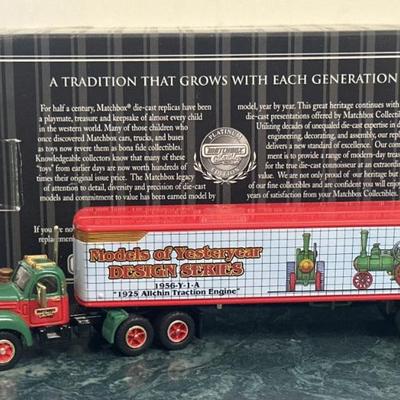 A TRADITION THAT GROWS WITH EACH GENERATION
For half a century, Matchbox® die-cast replicas have been
a playmate, treasure and keepsake of almost every child
in the western world. Many of those children who
once discovered Matchbox cars, trucks, and buses
as toys now revere them as bona fide collectibles.
Knowledgeable collectors know that many of these
"toys" from earlier days are now worth hundreds of
times their original issue price. The Matchbox legacy
of attention to detail, diversity and precision of die-cast
models and commitment to value has been earned model by
model, year by year. This great heritage continues with
die-cast presentations offered by Matchbox Collectibles.
Utilizing decades of unequaled die-cast expertise in
engineering, decorating, and assembly, our
delivers a new standard of excellence. Our
ment is to provide a range of modern-day
for the true die-cast connoisseur at an extraordinary
value. We are not only proud of our heritage but
of our fine collectibles and are confident you will enjoy
years of satisfaction from your Matchbox Collectibles.
PLATINUM
MATCHBOX
If you are not
replacement
Models of Yesteryear
DESIGN SERIES
1956-Y-1-A
"1925 Allchin Traction Engine"